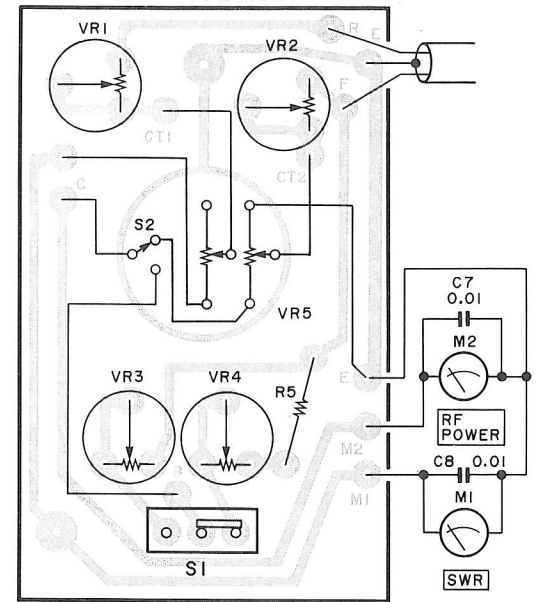 VR1
R
E
VR2
F
CT1
CT2
C
S2
VR5
C7
0.01
M2
VR3
VR4
R5
E
RF
POWER
M2
C8 0.01
B
M1
M1
S1
SWR